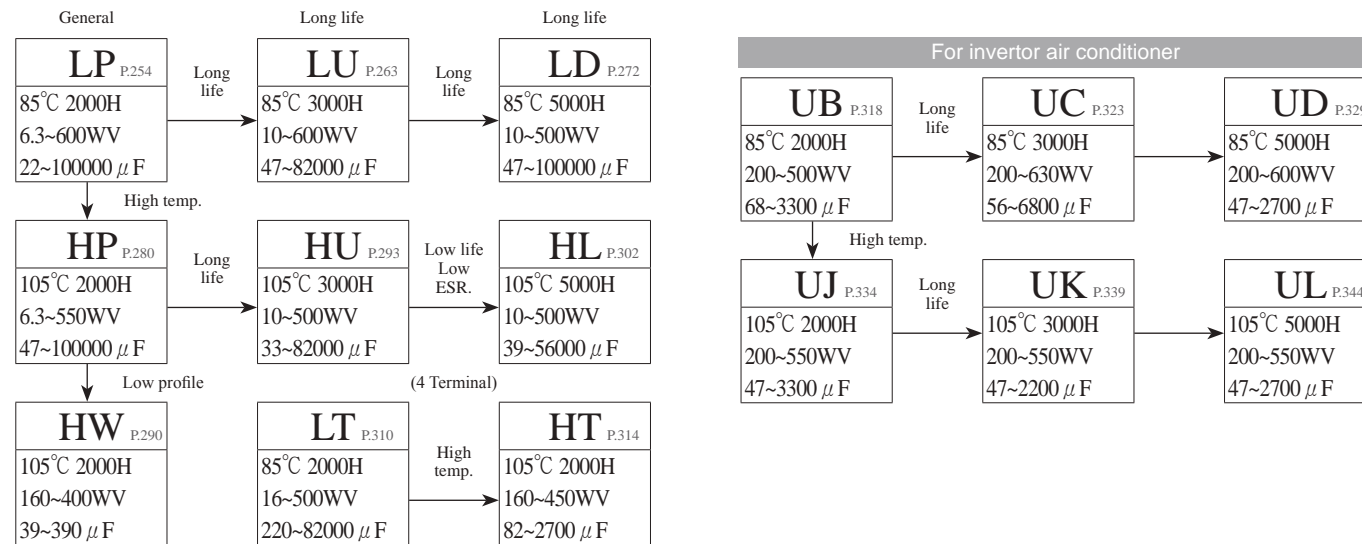 General
Long life
Long life
LP P.254
85℃ 2000H
6.3~600WV
22~100000 μF
Long
life
LU P.263
85℃ 3000H
10~600WV
47~82000 μF
Long
life
LD P.272
85℃ 5000H
10~500WV
47~100000 μF
High temp.
HP P.280
105℃ 2000H
6.3~550WV
47~100000 μF
Long
life
HU P.293
105℃ 3000H
10~500WV
33~82000 μF
Low life
Low
ESR.
HL P.302
105℃ 5000H
10~500WV
39~56000 μF
Low profile
(4 Terminal)
HW P.290
105℃ 2000H
160~400WV
39~390 μF
LT P.310
85℃ 2000H
16~500WV
220~82000 μF
High
temp.
HT P.314
105℃ 2000H
160~450WV
82~2700 μF
For invertor air conditioner
UB P.318
85℃ 2000H
200~500WV
68~3300 μF
Long
life
UC P.323
85℃ 3000H
200~630WV
56~6800 μF
UD P.329
85℃ 5000H
200~600WV
47~2700 μF
High temp.
UJ P.334
105℃ 2000H
200~550WV
47~3300 μF
Long
life
UK P.339
105℃ 3000H
200~550WV
47~2200 μF
UL P.344
105℃ 5000H
200~550WV
47~2700 μF